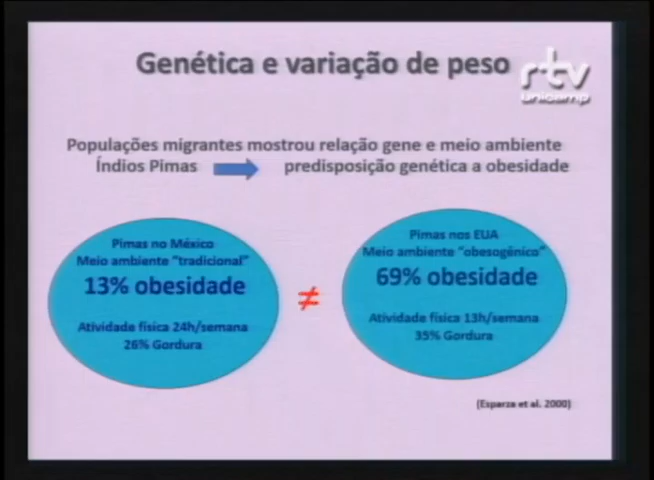 Genética e variação de peso
rtv
unicamp
Populações migrantes mostrou relação gene e meio ambiente
Índios Pimas predisposição genética a obesidade
Pimas no México
Meio ambiente "tradicional"
13% obesidade
Atividade física 24h/semana
26% Gordura
≠
Pimas nos EUA
Meio ambiente "obesogênico"
69% obesidade
Atividade física 13h/semana
35% Gordura
(Esparza et al. 2000)